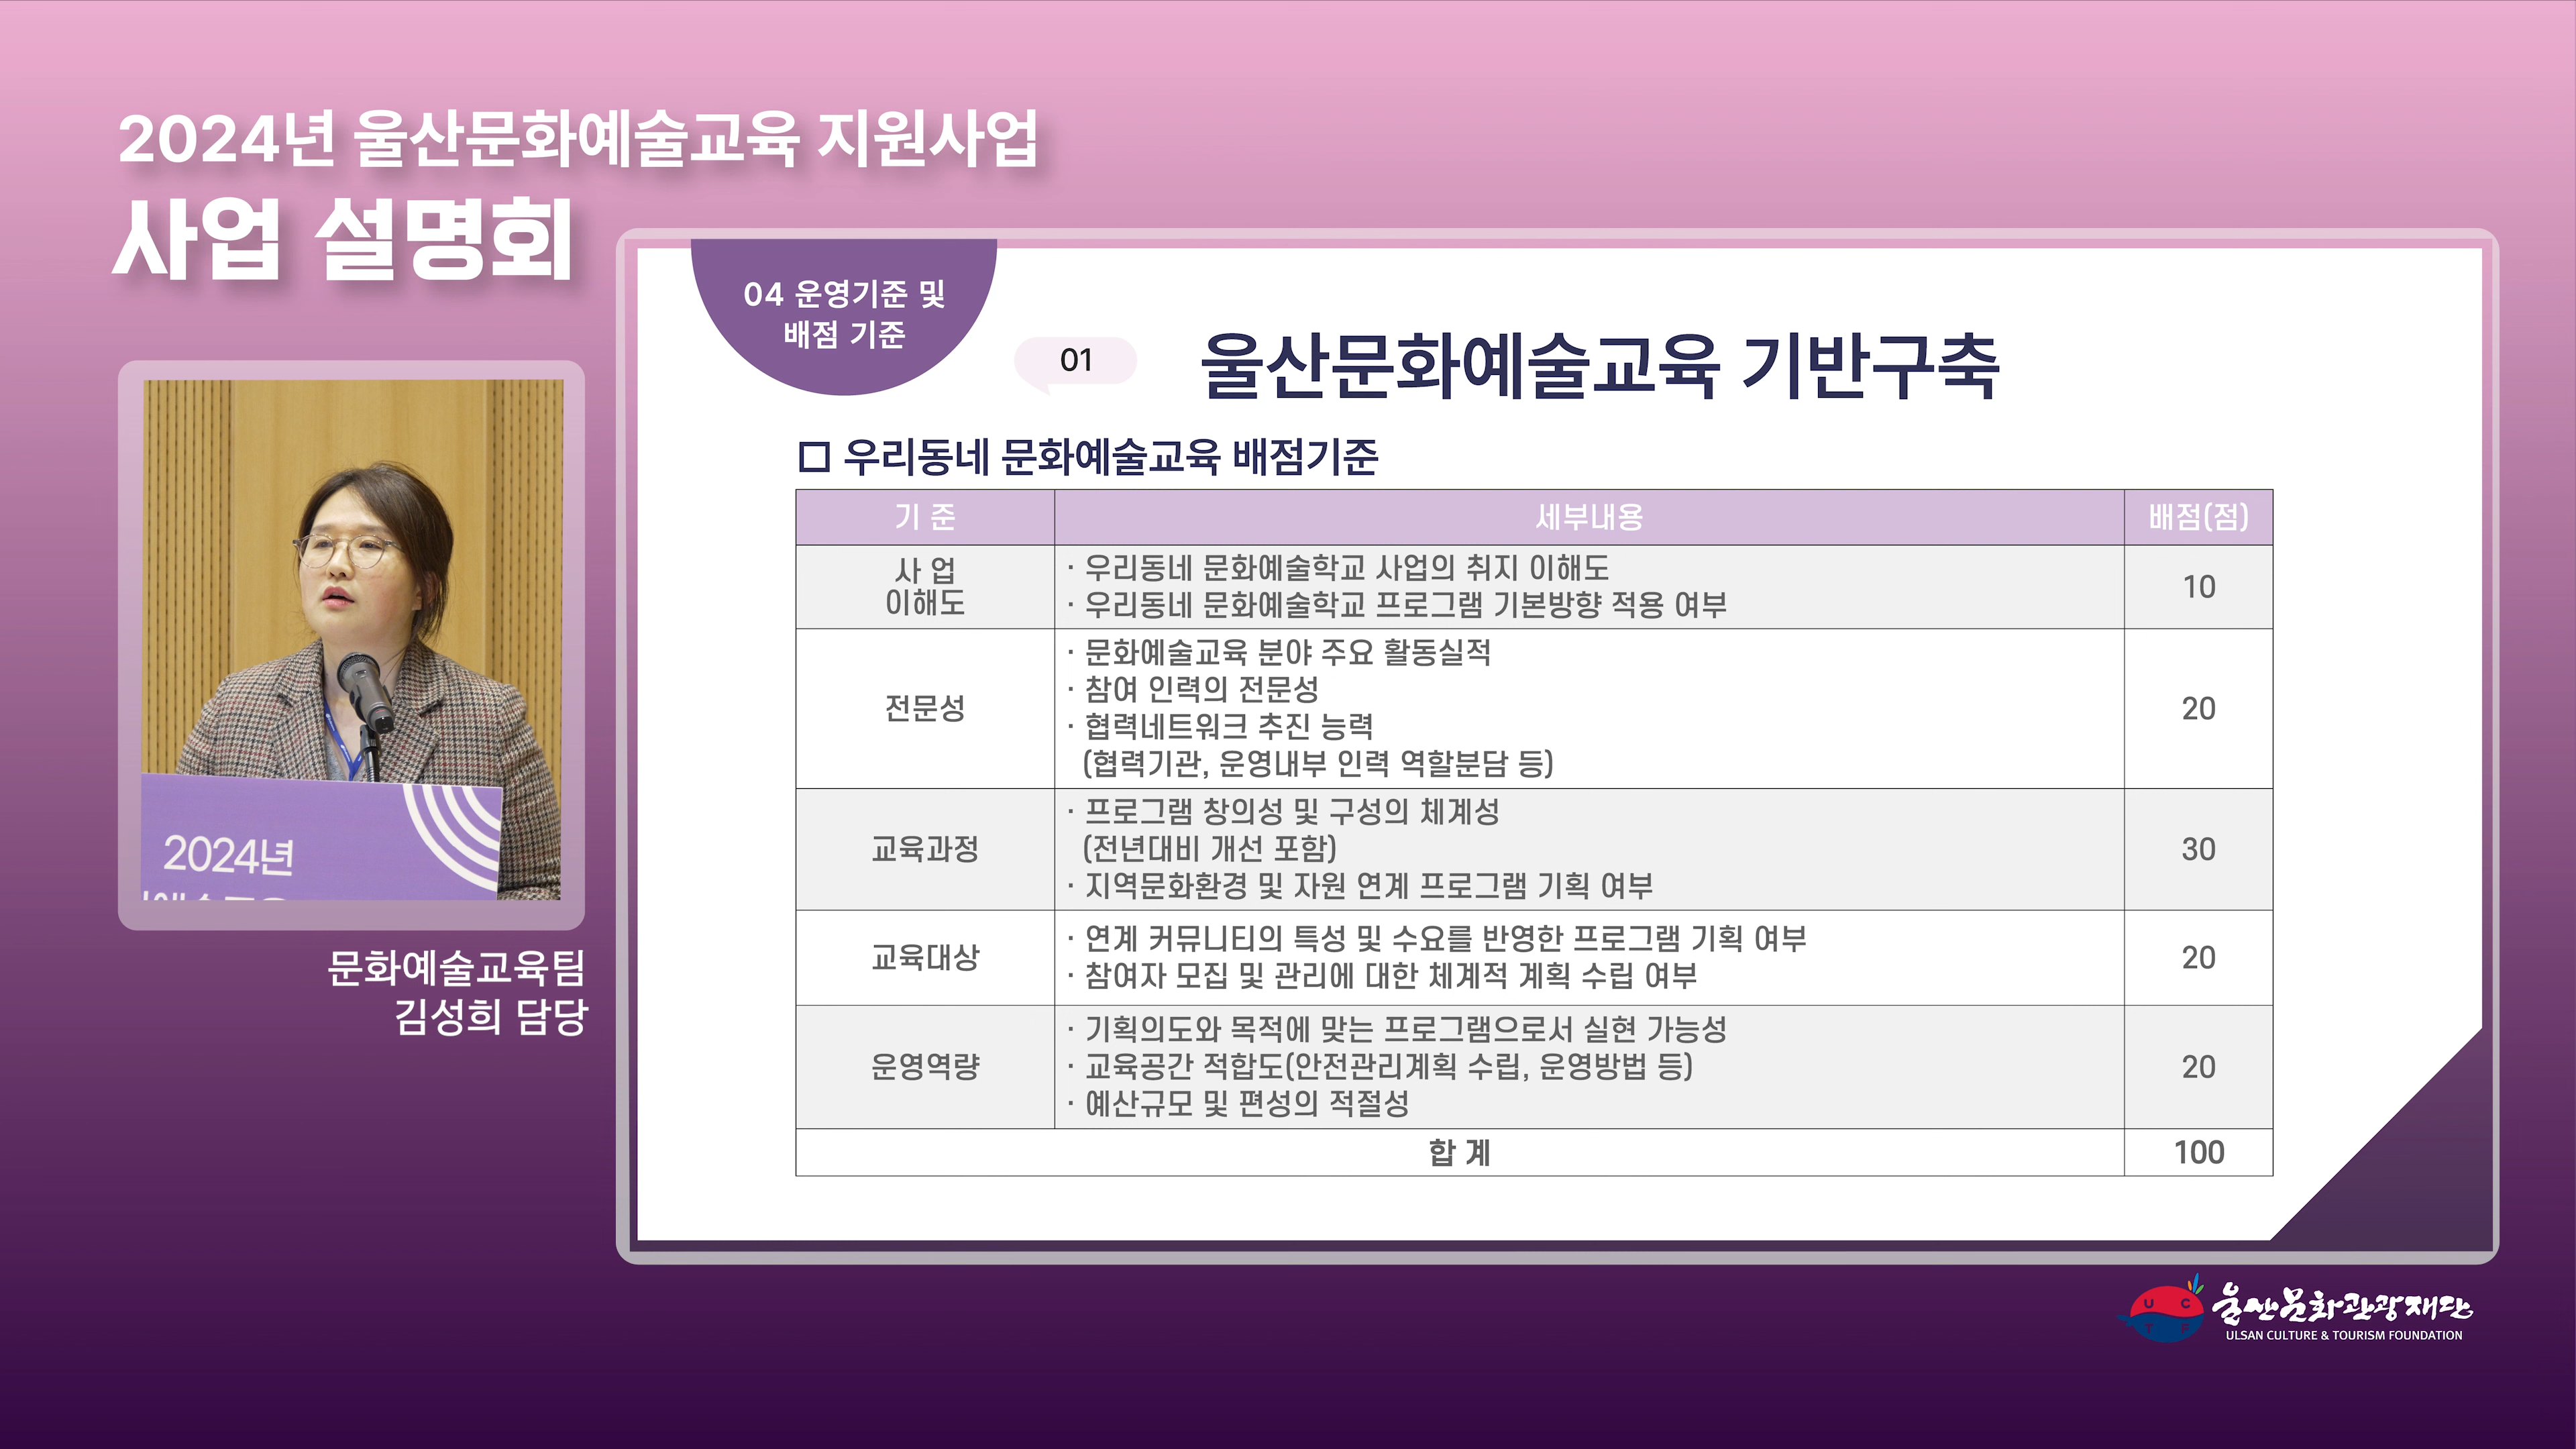 2024년 울산문화예술교육 지원사업
사업 설명회
04 운영기준 및
배점 기준
01
울산문화예술교육 기반구축
□ 우리동네 문화예술교육 배점기준
기 준 세부내용 배점(점)
사 업
이해도
· 우리동네 문화예술학교 사업의 취지 이해도
· 우리동네 문화예술학교 프로그램 기본방향 적용 여부
10
전문성
· 문화예술교육 분야 주요 활동실적
· 참여 인력의 전문성
· 협력네트워크 추진 능력
(협력기관, 운영내부 인력 역할분담 등)
20
교육과정
· 프로그램 창의성 및 구성의 체계성
(전년대비 개선 포함)
· 지역문화환경 및 자원 연계 프로그램 기획 여부
30
교육대상
· 연계 커뮤니티의 특성 및 수요를 반영한 프로그램 기획 여부
· 참여자 모집 및 관리에 대한 체계적 계획 수립 여부
20
운영역량
· 기획의도와 목적에 맞는 프로그램으로서 실현 가능성
· 교육공간 적합도(안전관리계획 수립, 운영방법 등)
· 예산규모 및 편성의 적절성
20
합 계 100
2024년
문화예술교육팀
김성희 담당
U C
T F
울산문화관광재단
ULSAN CULTURE & TOURISM FOUNDATION